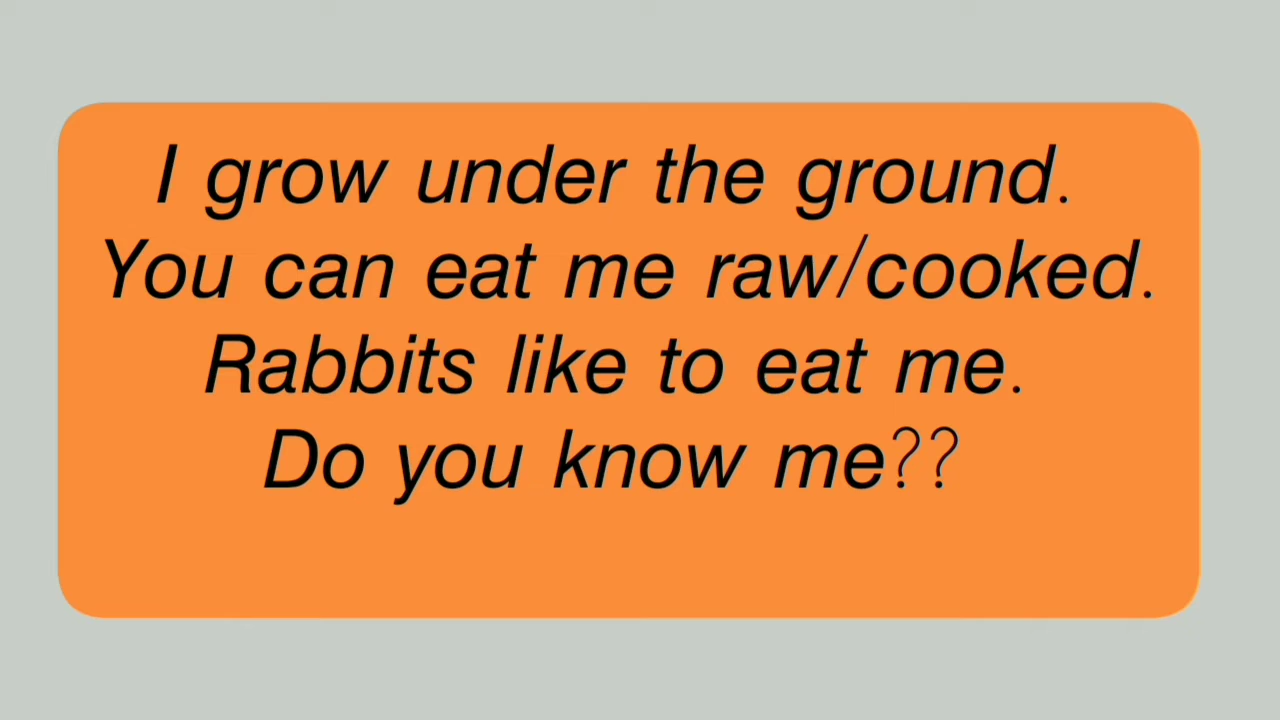 I grow under the ground.
You can eat me raw/cooked.
Rabbits like to eat me.
Do you know me??